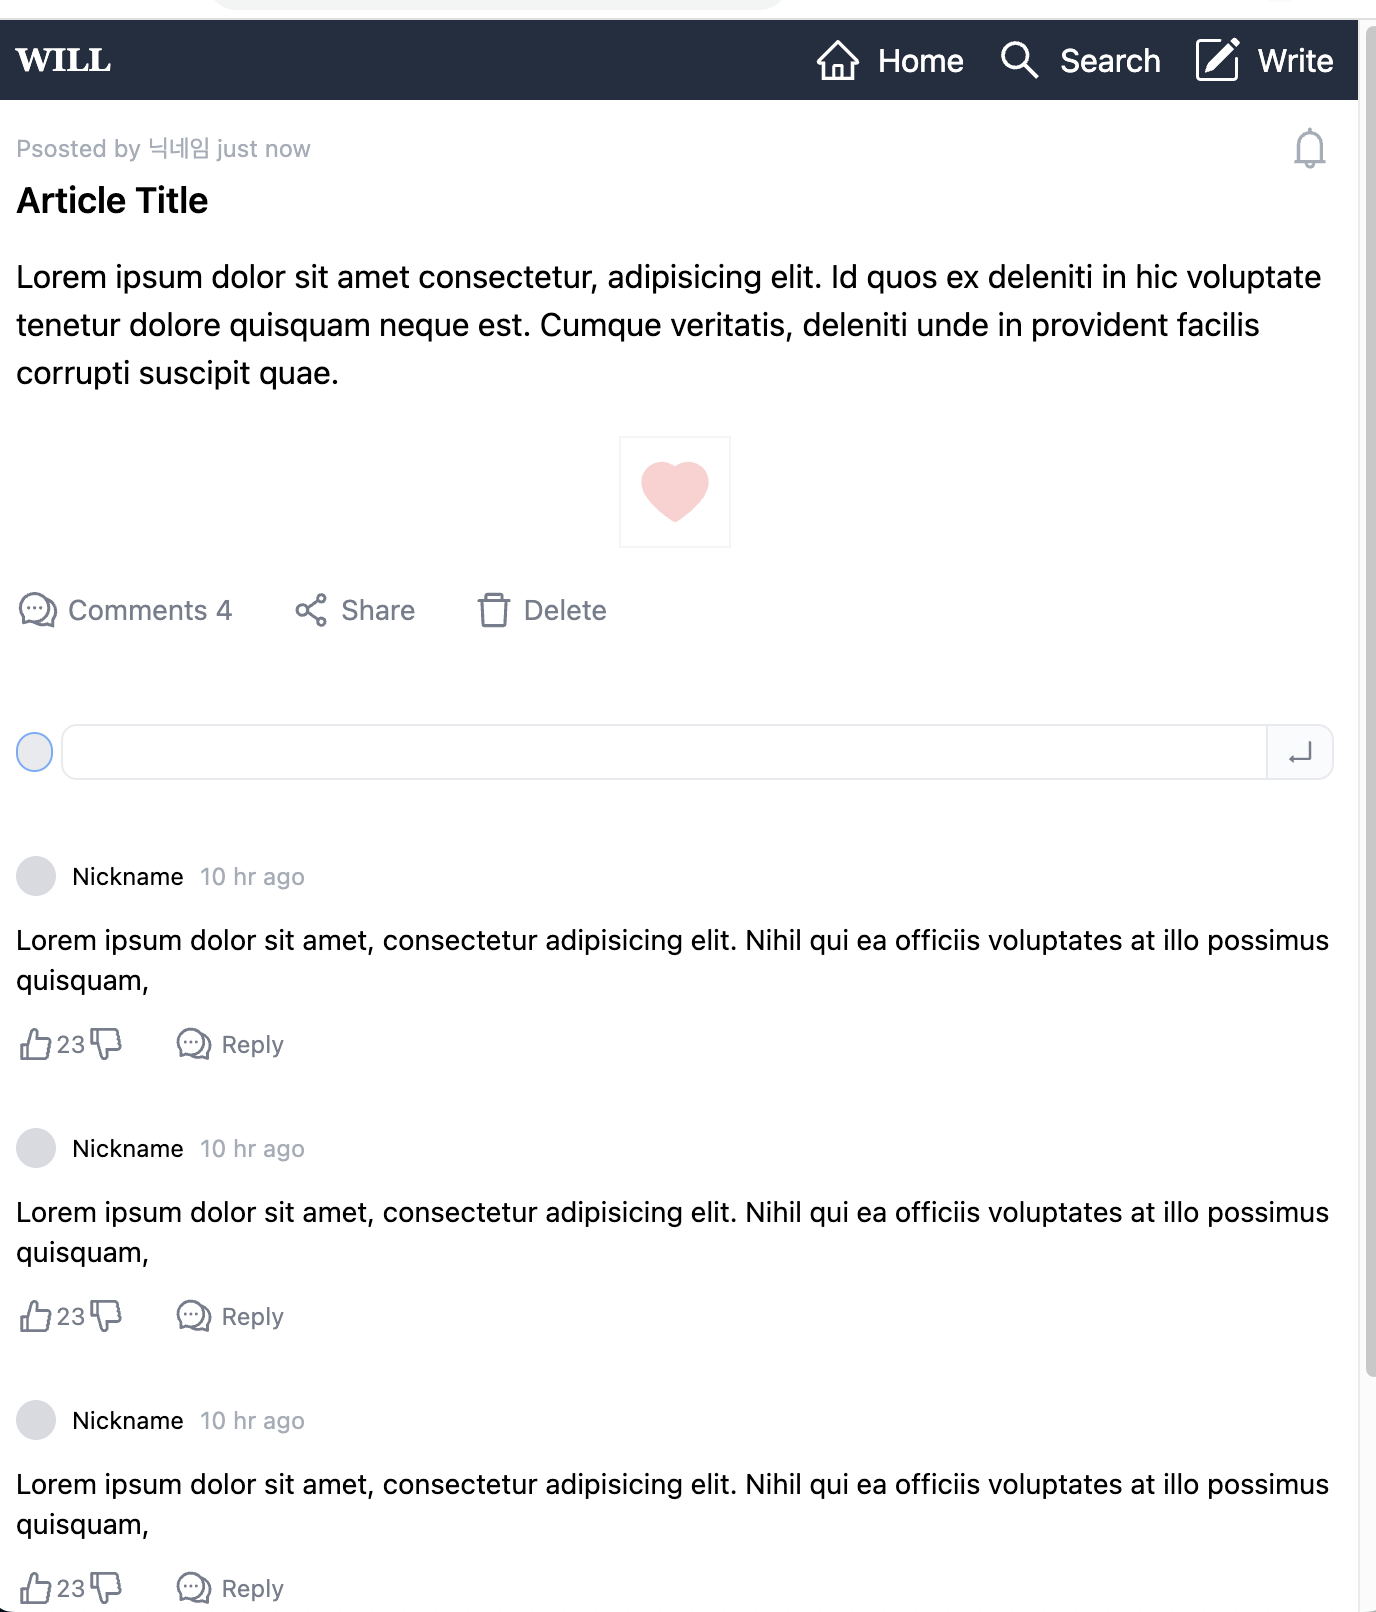 WILL
Home Search Write
Psosted by 닉네임 just now
Article Title
Lorem ipsum dolor sit amet consectetur, adipisicing elit. Id quos ex deleniti in hic voluptate
tenetur dolore quisquam neque est. Cumque veritatis, deleniti unde in provident facilis
corrupti suscipit quae.
Comments 4 Share Delete
Nickname 10 hr ago
Lorem ipsum dolor sit amet, consectetur adipisicing elit. Nihil qui ea officiis voluptates at illo possimus
quisquam,
23 Reply
Nickname 10 hr ago
Lorem ipsum dolor sit amet, consectetur adipisicing elit. Nihil qui ea officiis voluptates at illo possimus
quisquam,
23 Reply
Nickname 10 hr ago
Lorem ipsum dolor sit amet, consectetur adipisicing elit. Nihil qui ea officiis voluptates at illo possimus
quisquam,
23 Reply